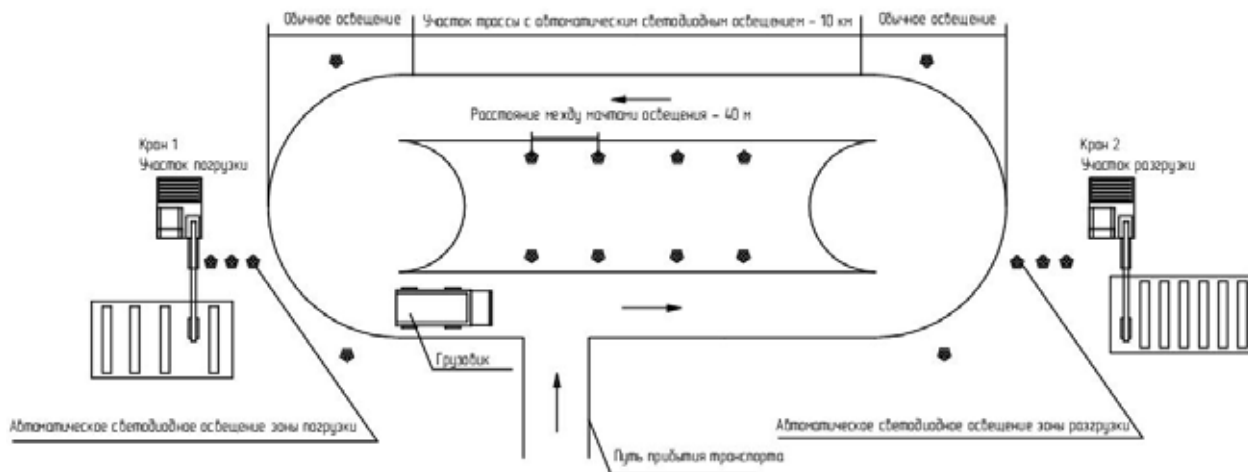 Обычное освещение
Участок трассы с автоматическим светодиодным освещением - 10 км
Обычное освещение
Расстояние между мачтами освещения - 40 м
Кран 1
Участок погрузки
Кран 2
Участок разгрузки
Грузовик
Автоматическое светодиодное освещение зоны погрузки
Автоматическое светодиодное освещение зоны разгрузки
Путь прибытия транспорта